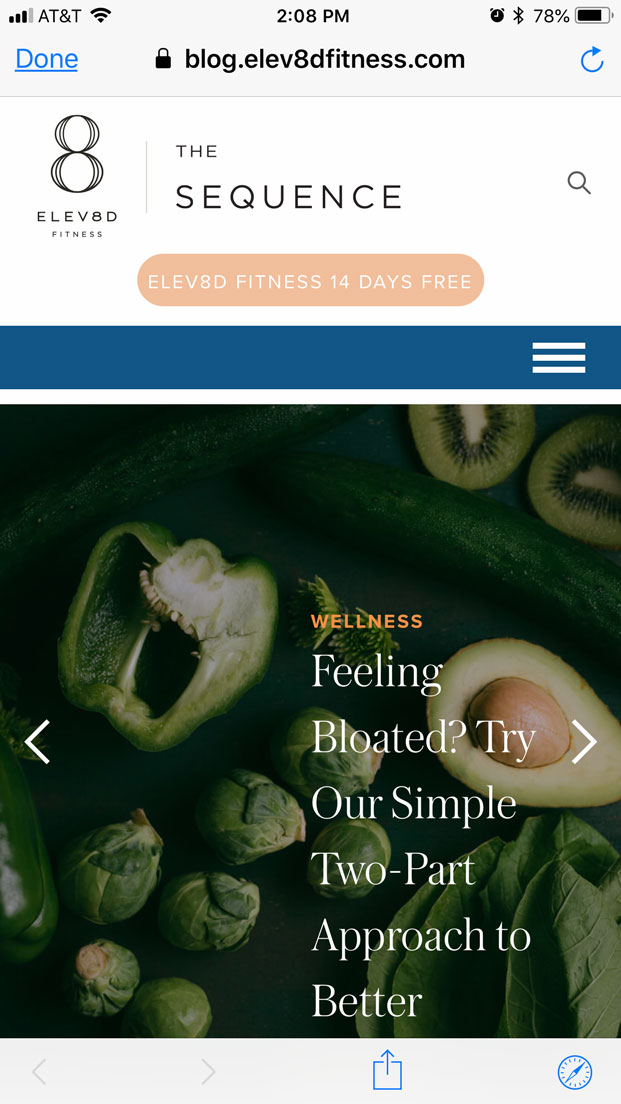 AT&T 2:08 PM 78%
Done blog.elev8dfitness.com
THE
SEQUENCE
ELEV8D
FITNESS
ELEV8D FITNESS 14 DAYS FREE
WELLNESS
Feeling
Bloated? Try
Our Simple
Two-Part
Approach to
Better